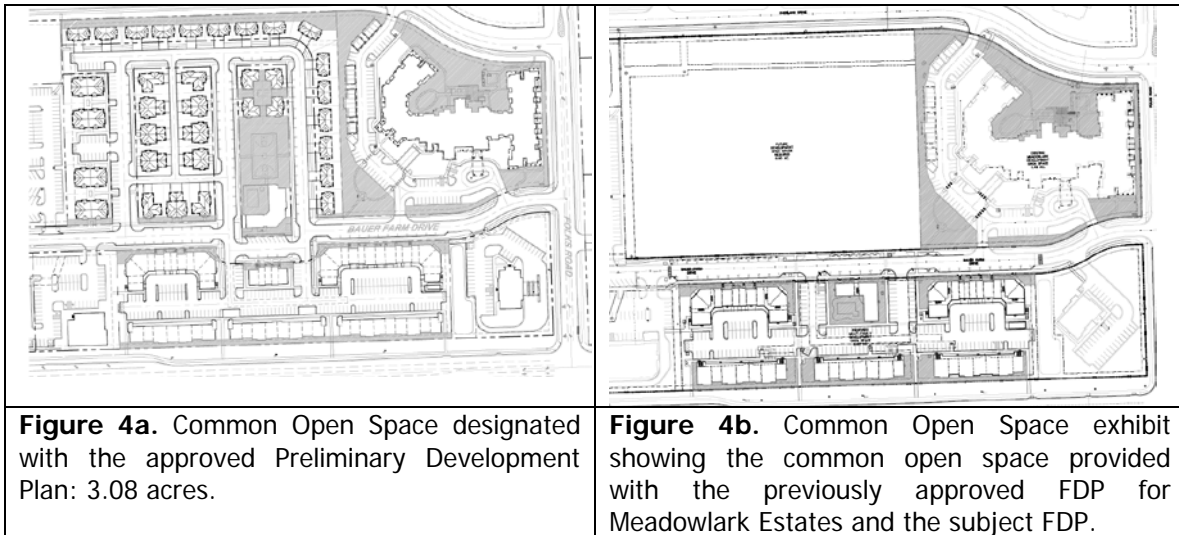 BAUER FARM DRIVE
FOLKS ROAD
OVERLAND DRIVE
Figure 4a. Common Open Space designated
with the approved Preliminary Development
Plan: 3.08 acres.
Figure 4b. Common Open Space exhibit
showing the common open space provided
with the previously approved FDP for
Meadowlark Estates and the subject FDP.